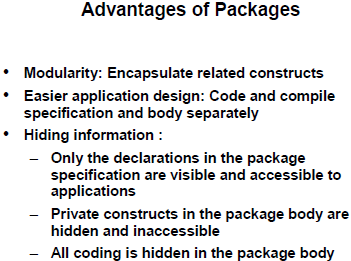 Advantages of Packages
• Modularity: Encapsulate related constructs
• Easier application design: Code and compile
specification and body separately
• Hiding information :
– Only the declarations in the package
specification are visible and accessible to
applications
– Private constructs in the package body are
hidden and inaccessible
– All coding is hidden in the package body